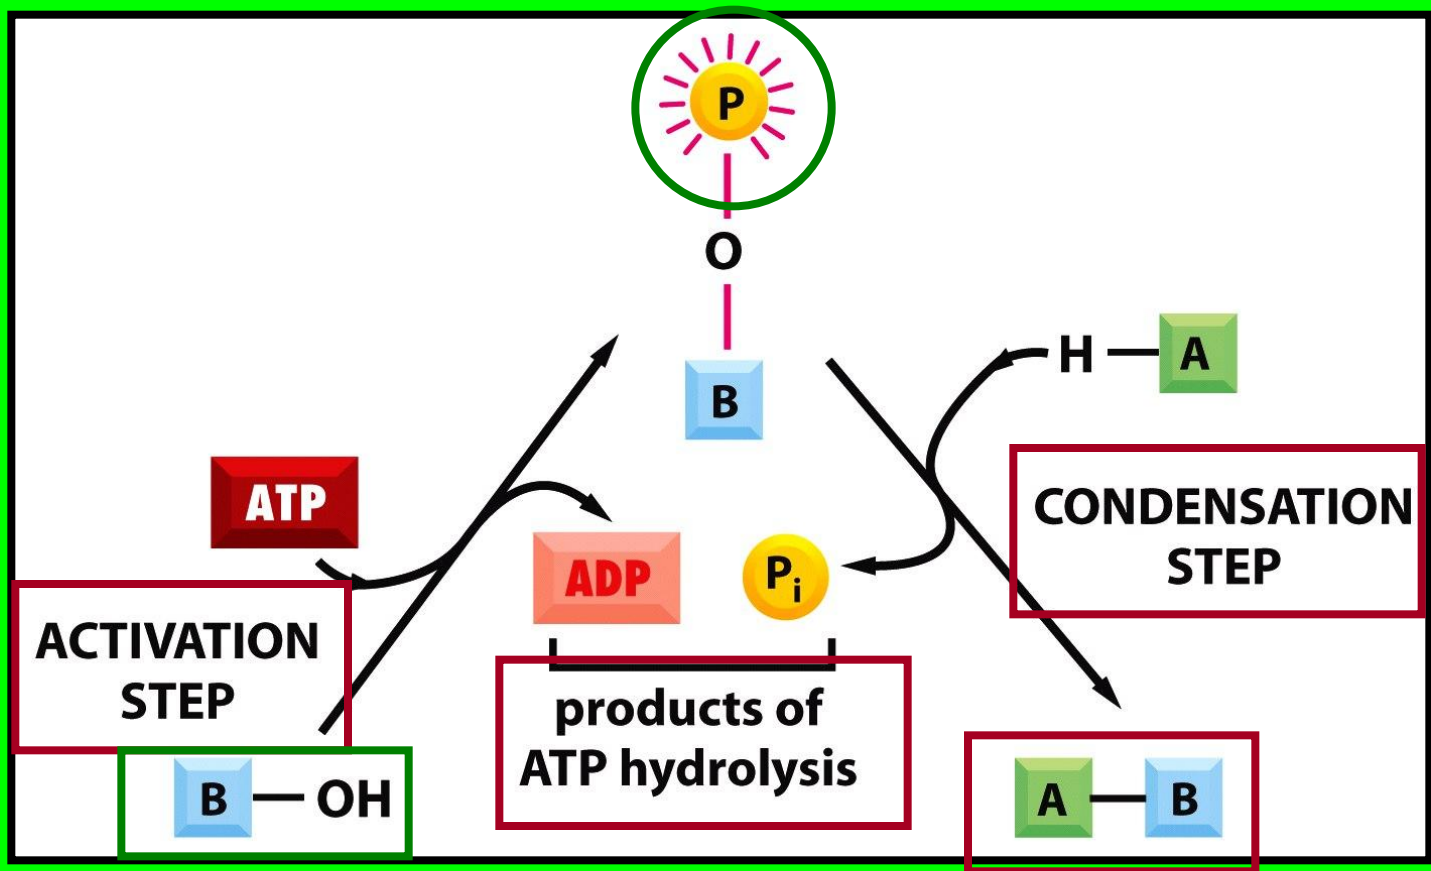 P
O
B
H
A
ATP
CONDENSATION
STEP
ADP
Pi
ACTIVATION
STEP
products of
ATP hydrolysis
B OH
A B